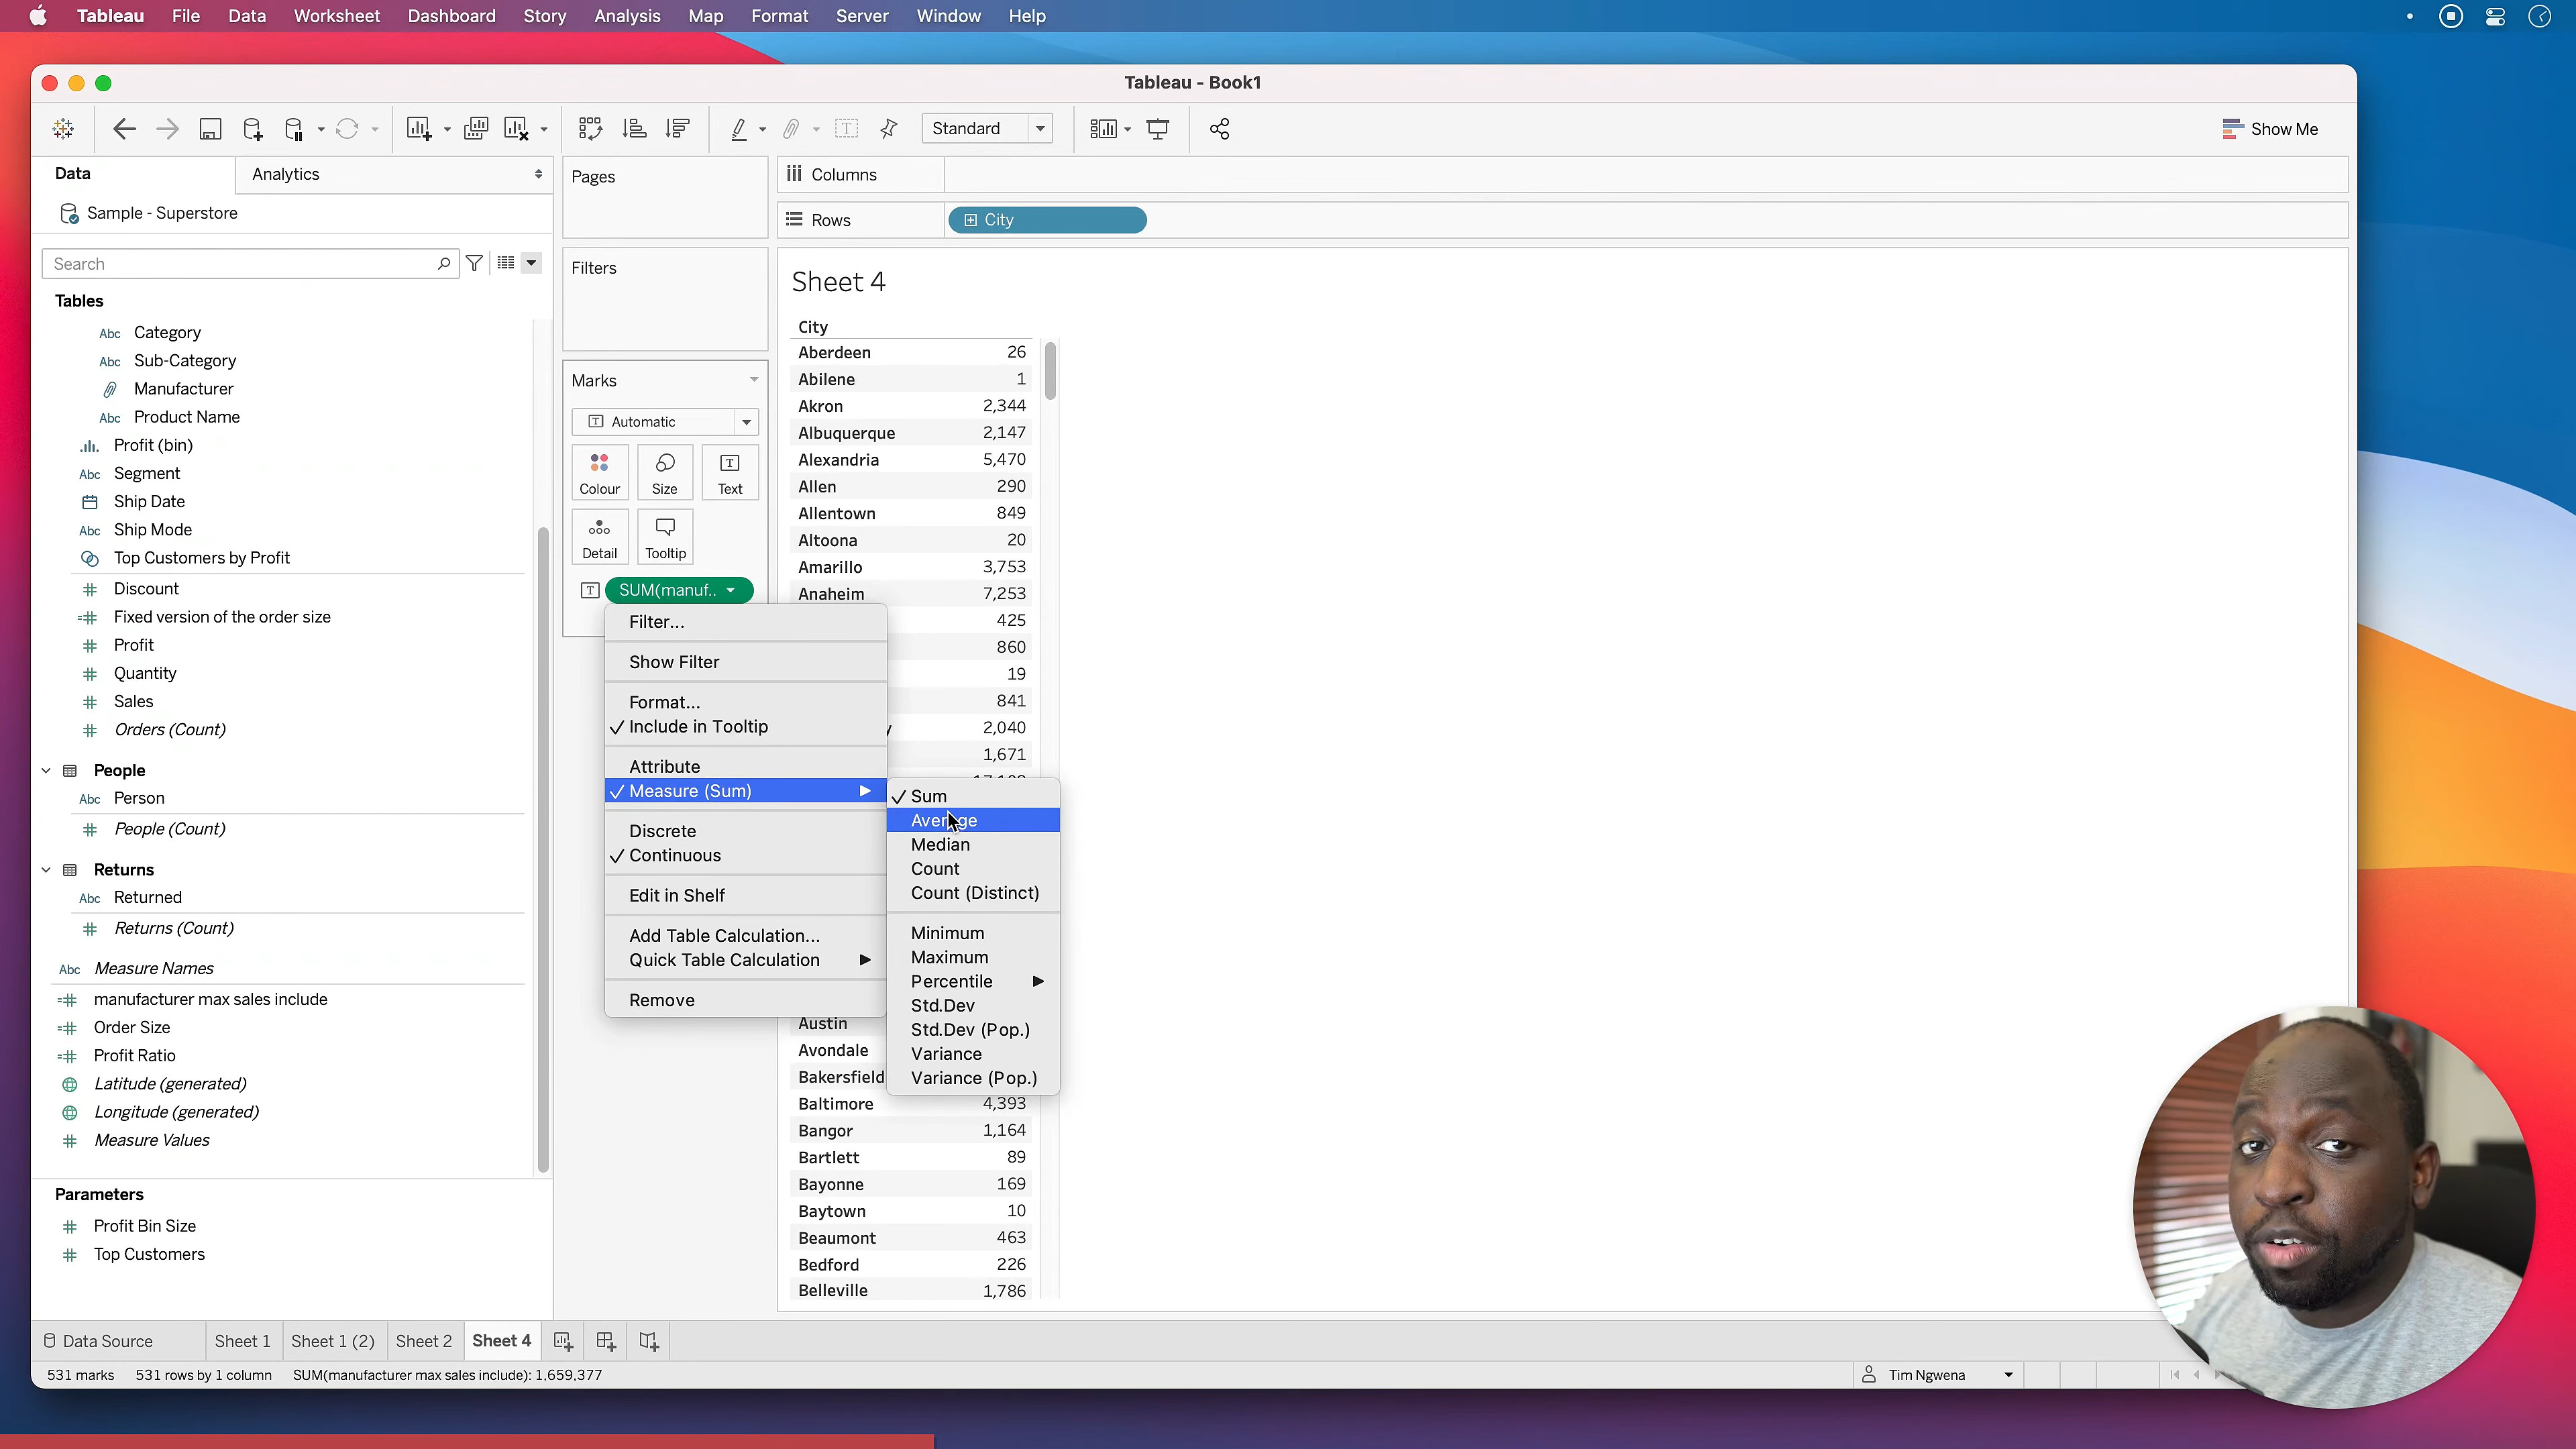 Tableau File Data Worksheet Dashboard Story Analysis Map Format Server Window Help
Tableau - Book1
Standard
Show Me
Data Analytics
Sample - Superstore
Search
Tables
Abc Category
Abc Sub-Category
Manufacturer
Abc Product Name
Profit (bin)
Abc Segment
Ship Date
Abc Ship Mode
Top Customers by Profit
Discount
Fixed version of the order size
Profit
Quantity
Sales
Orders (Count)
People
Abc Person
People (Count)
Returns
Abc Returned
Returns (Count)
Abc Measure Names
manufacturer max sales include
Order Size
Profit Ratio
Latitude (generated)
Longitude (generated)
Measure Values
Parameters
Profit Bin Size
Top Customers
Pages
Filters
Marks
Automatic
Colour Size Text
Detail Tooltip
SUM(manuf..
Filter...
Show Filter
Format...
✓ Include in Tooltip
Attribute
✓ Measure (Sum)
Discrete
✓ Continuous
Edit in Shelf
Add Table Calculation...
Quick Table Calculation
Remove
✓ Sum
Average
Median
Count
Count (Distinct)
Minimum
Maximum
Percentile
Std.Dev
Std.Dev (Pop.)
Variance
Variance (Pop.)
Columns
Rows City
Sheet 4
City
Aberdeen 26
Abilene 1
Akron 2,344
Albuquerque 2,147
Alexandria 5,470
Allen 290
Allentown 849
Altoona 20
Amarillo 3,753
Anaheim 7,253
425
860
19
841
2,040
1,671
Austin
Avondale
Bakersfield
Baltimore 4,393
Bangor 1,164
Bartlett 89
Bayonne 169
Baytown 10
Beaumont 463
Bedford 226
Belleville 1,786
Data Source Sheet 1 Sheet 1 (2) Sheet 2 Sheet 4
531 marks 531 rows by 1 column SUM(manufacturer max sales include): 1,659,377
Tim Ngwena